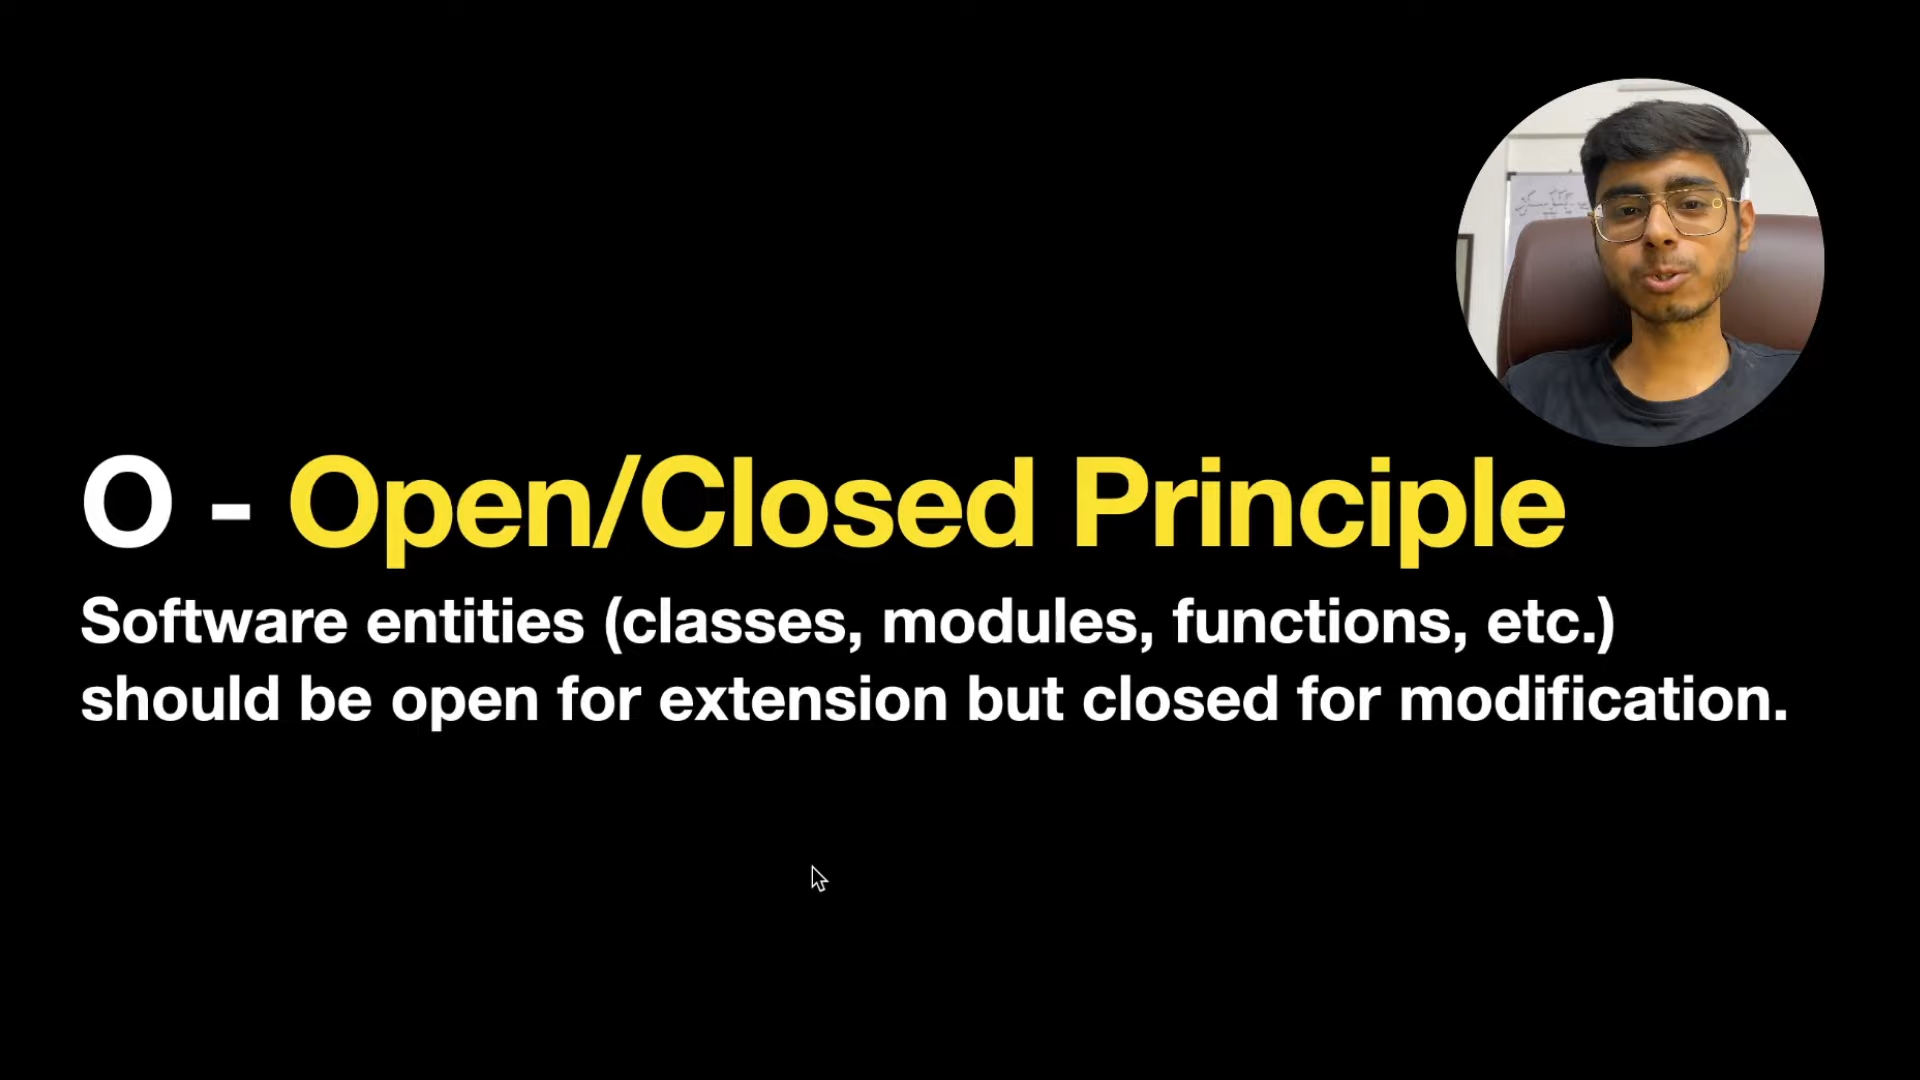 O - Open/Closed Principle
Software entities (classes, modules, functions, etc.)
should be open for extension but closed for modification.